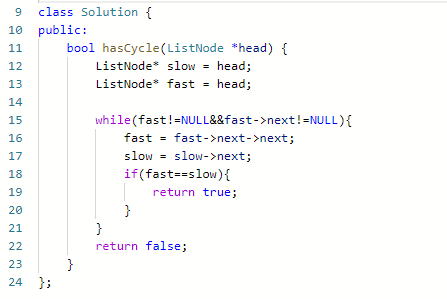 9 class Solution {
10 public:
11     bool hasCycle(ListNode *head) {
12         ListNode* slow = head;
13         ListNode* fast = head;
14
15         while(fast!=NULL&&fast->next!=NULL){
16             fast = fast->next->next;
17             slow = slow->next;
18             if(fast==slow){
19                 return true;
20             }
21         }
22         return false;
23     }
24 };